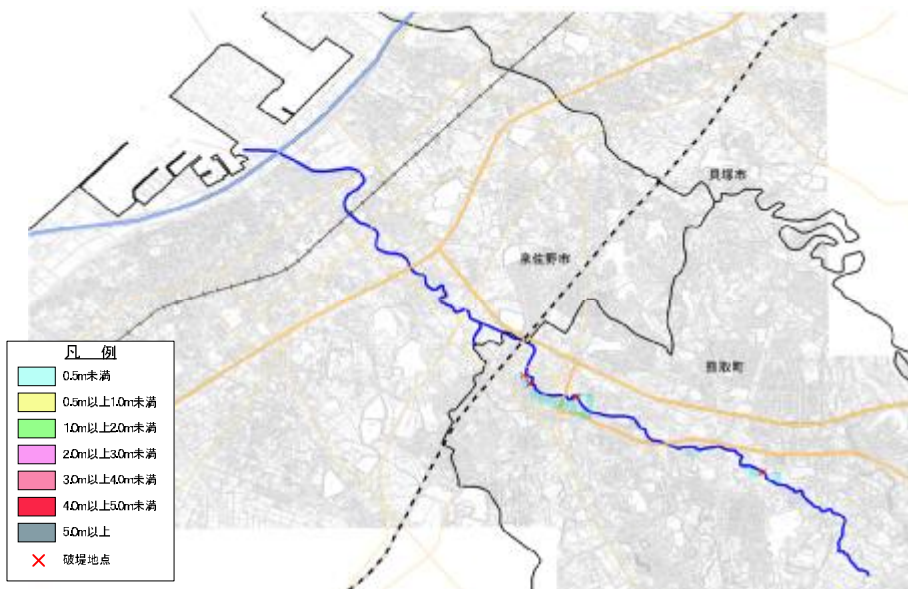 貝塚市
泉佐野市
熊取町
凡 例
0.5m未満
0.5m以上1.0m未満
1.0m以上2.0m未満
2.0m以上3.0m未満
3.0m以上4.0m未満
4.0m以上5.0m未満
5.0m以上
破堤地点